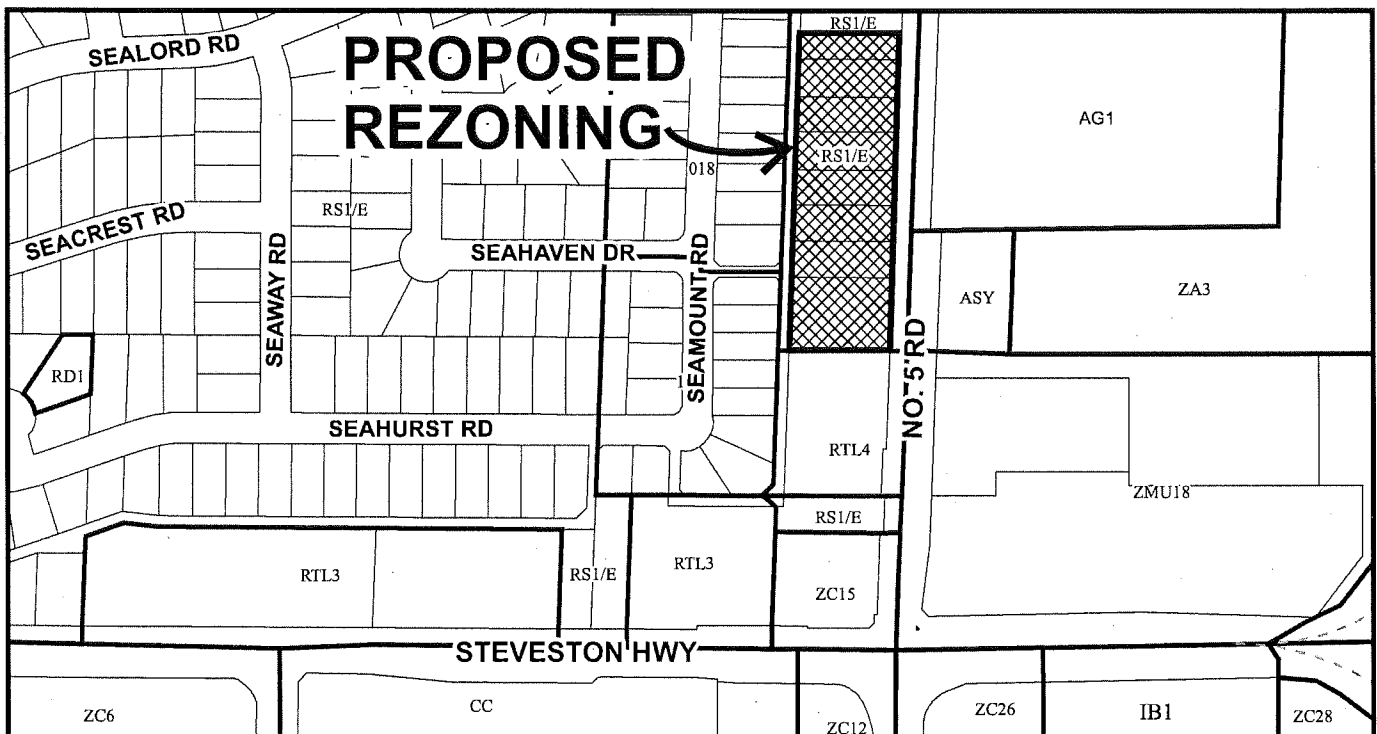 RS1/E
SEALORD RD
PROPOSED
REZONING
AG1
RS1/E
018
RS1/E
SEACREST RD
SEAHAVEN DR
SEAWAY RD
SEAMOUNT RD
ASY
ZA3
NO. 5 RD
RD1
1
SEAHURST RD
RTL4
ZMU18
RS1/E
RTL3
RS1/E
RTL3
ZC15
STEVESTON HWY
ZC6
CC
ZC12
ZC26
IB1
ZC28